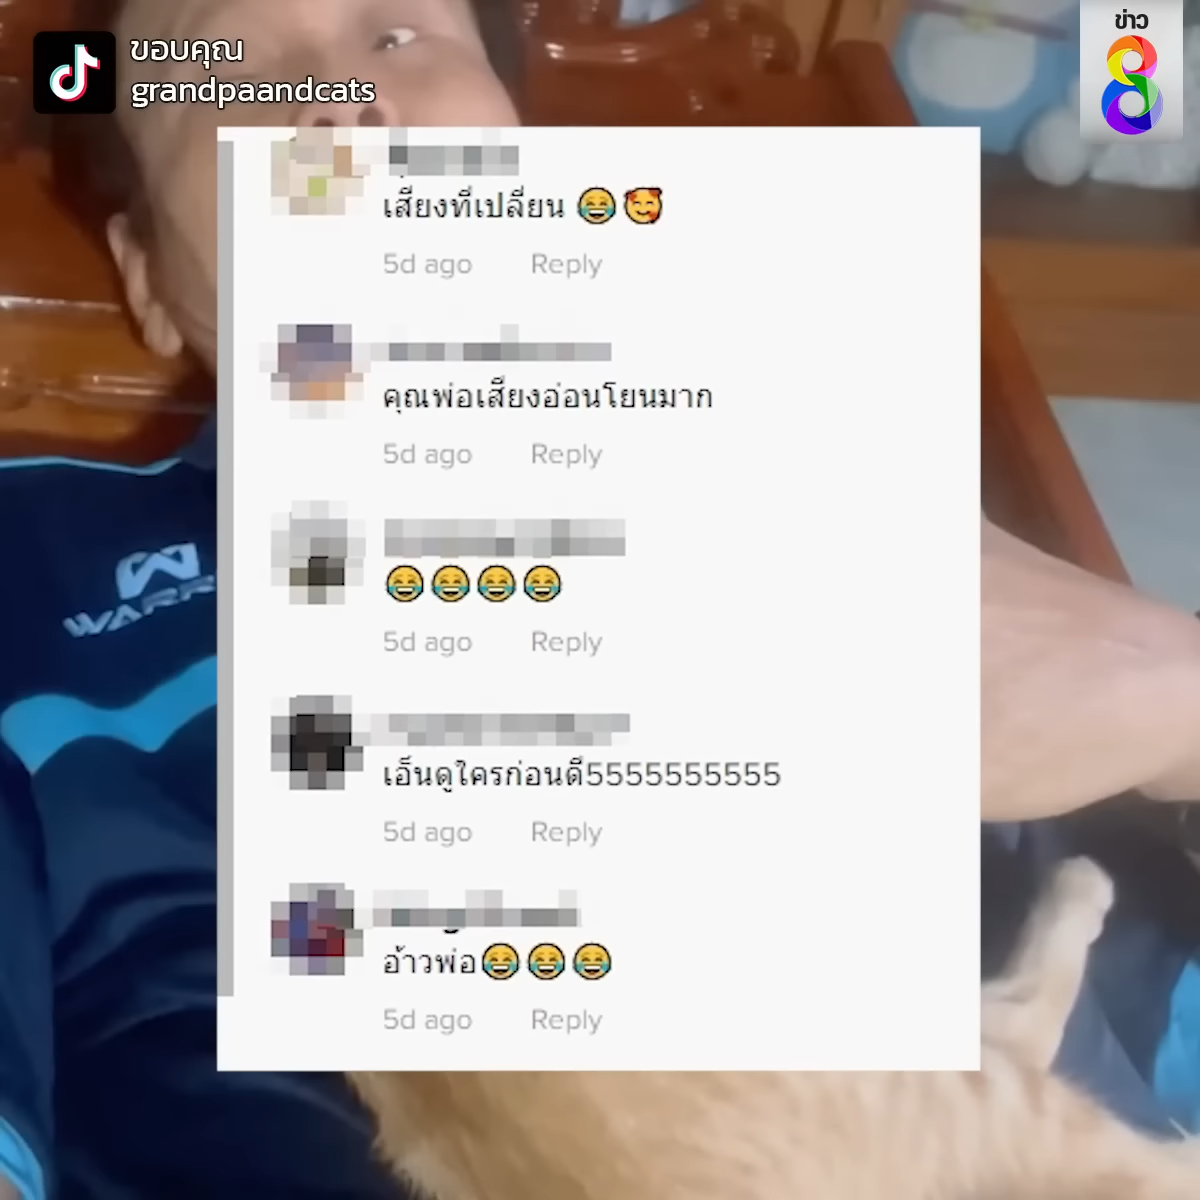 ขอบคุณ
grandpaandcats
ข่าว
8
เสียงที่เปลี่ยน 😂🥰
5d ago Reply
คุณพ่อเสียงอ่อนโยนมาก
5d ago Reply
😂😂😂😂
5d ago Reply
เอ็นดูใครก่อนดี5555555555
5d ago Reply
อ้าวพ่อ😂😂😂
5d ago Reply
WARR